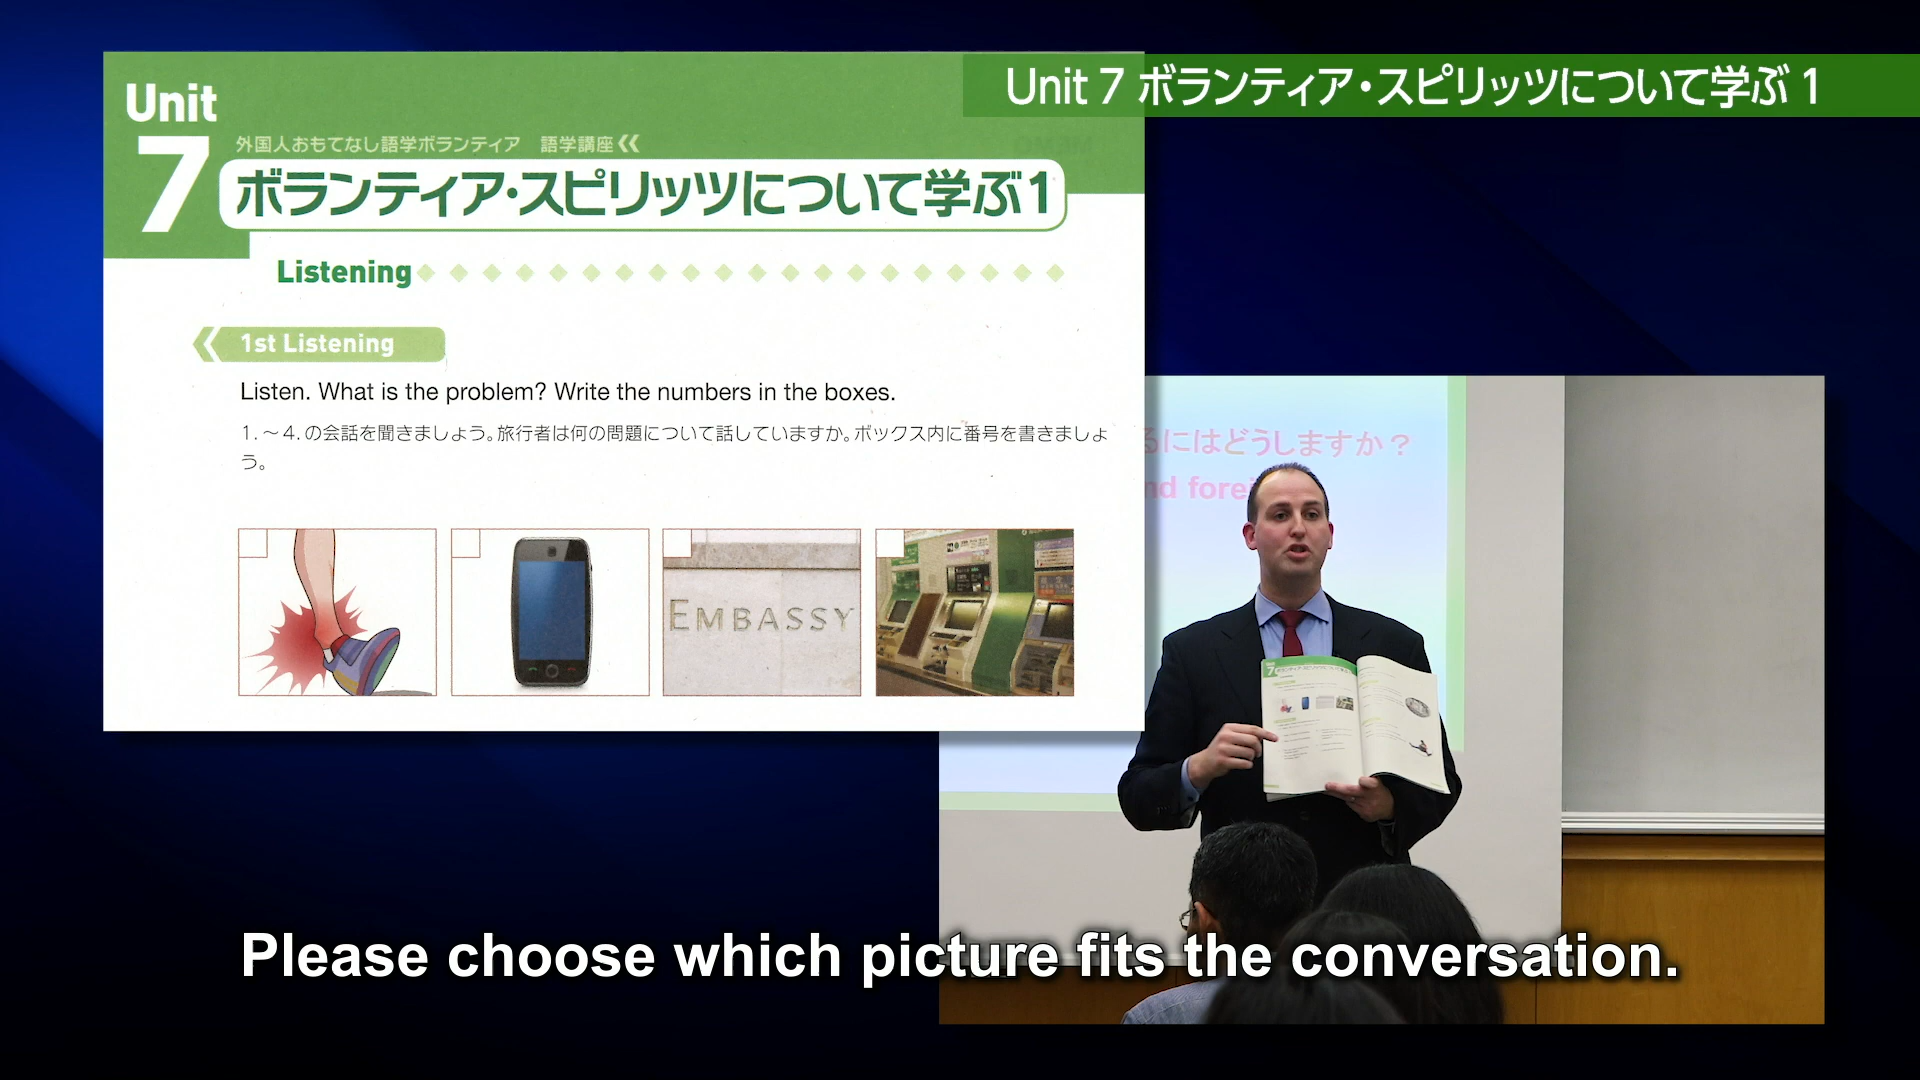 Unit 7 ボランティア・スピリッツについて学ぶ 1
Unit
7
外国人おもてなし語学ボランティア 語学講座
ボランティア・スピリッツについて学ぶ1
Listening
1st Listening
Listen. What is the problem? Write the numbers in the boxes.
1.～4.の会話を聞きましょう。旅行者は何の問題について話していますか。ボックス内に番号を書きましょ
う。
EMBASSY
るにはどうしますか？
nd forei
Please choose which picture fits the conversation.